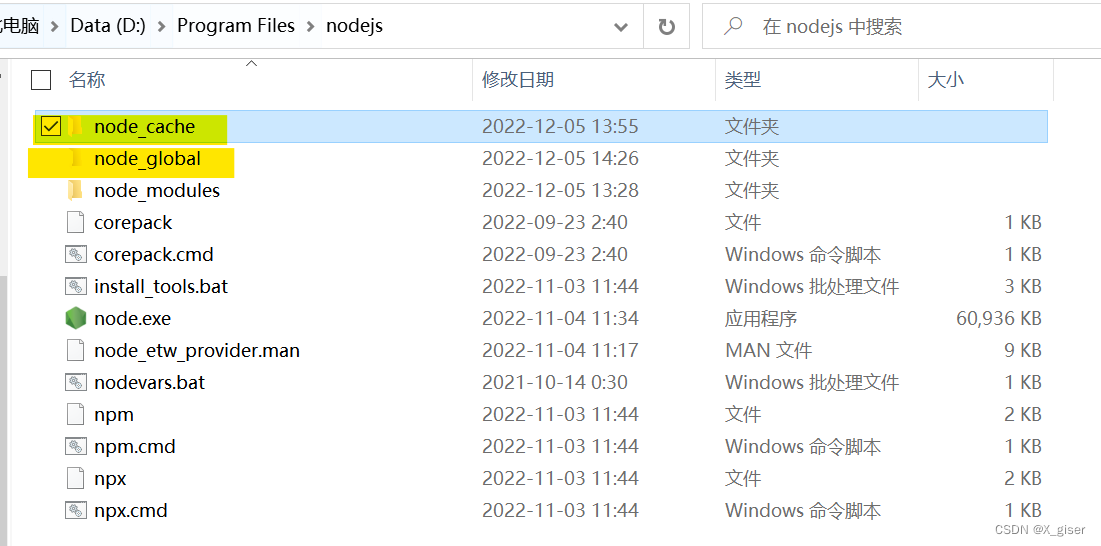 比电脑 > Data (D:) > Program Files > nodejs
在 nodejs 中搜索
名称 修改日期 类型 大小
node_cache 2022-12-05 13:55 文件夹
node_global 2022-12-05 14:26 文件夹
node_modules 2022-12-05 13:28 文件夹
corepack 2022-09-23 2:40 文件 1 KB
corepack.cmd 2022-09-23 2:40 Windows 命令脚本 1 KB
install_tools.bat 2022-11-03 11:44 Windows 批处理文件 3 KB
node.exe 2022-11-04 11:34 应用程序 60,936 KB
node_etw_provider.man 2022-11-04 11:17 MAN 文件 9 KB
nodevars.bat 2021-10-14 0:30 Windows 批处理文件 1 KB
npm 2022-11-03 11:44 文件 2 KB
npm.cmd 2022-11-03 11:44 Windows 命令脚本 1 KB
npx 2022-11-03 11:44 文件 2 KB
npx.cmd 2022-11-03 11:44 Windows 命令脚本 1 KB
CSDN @X_giser